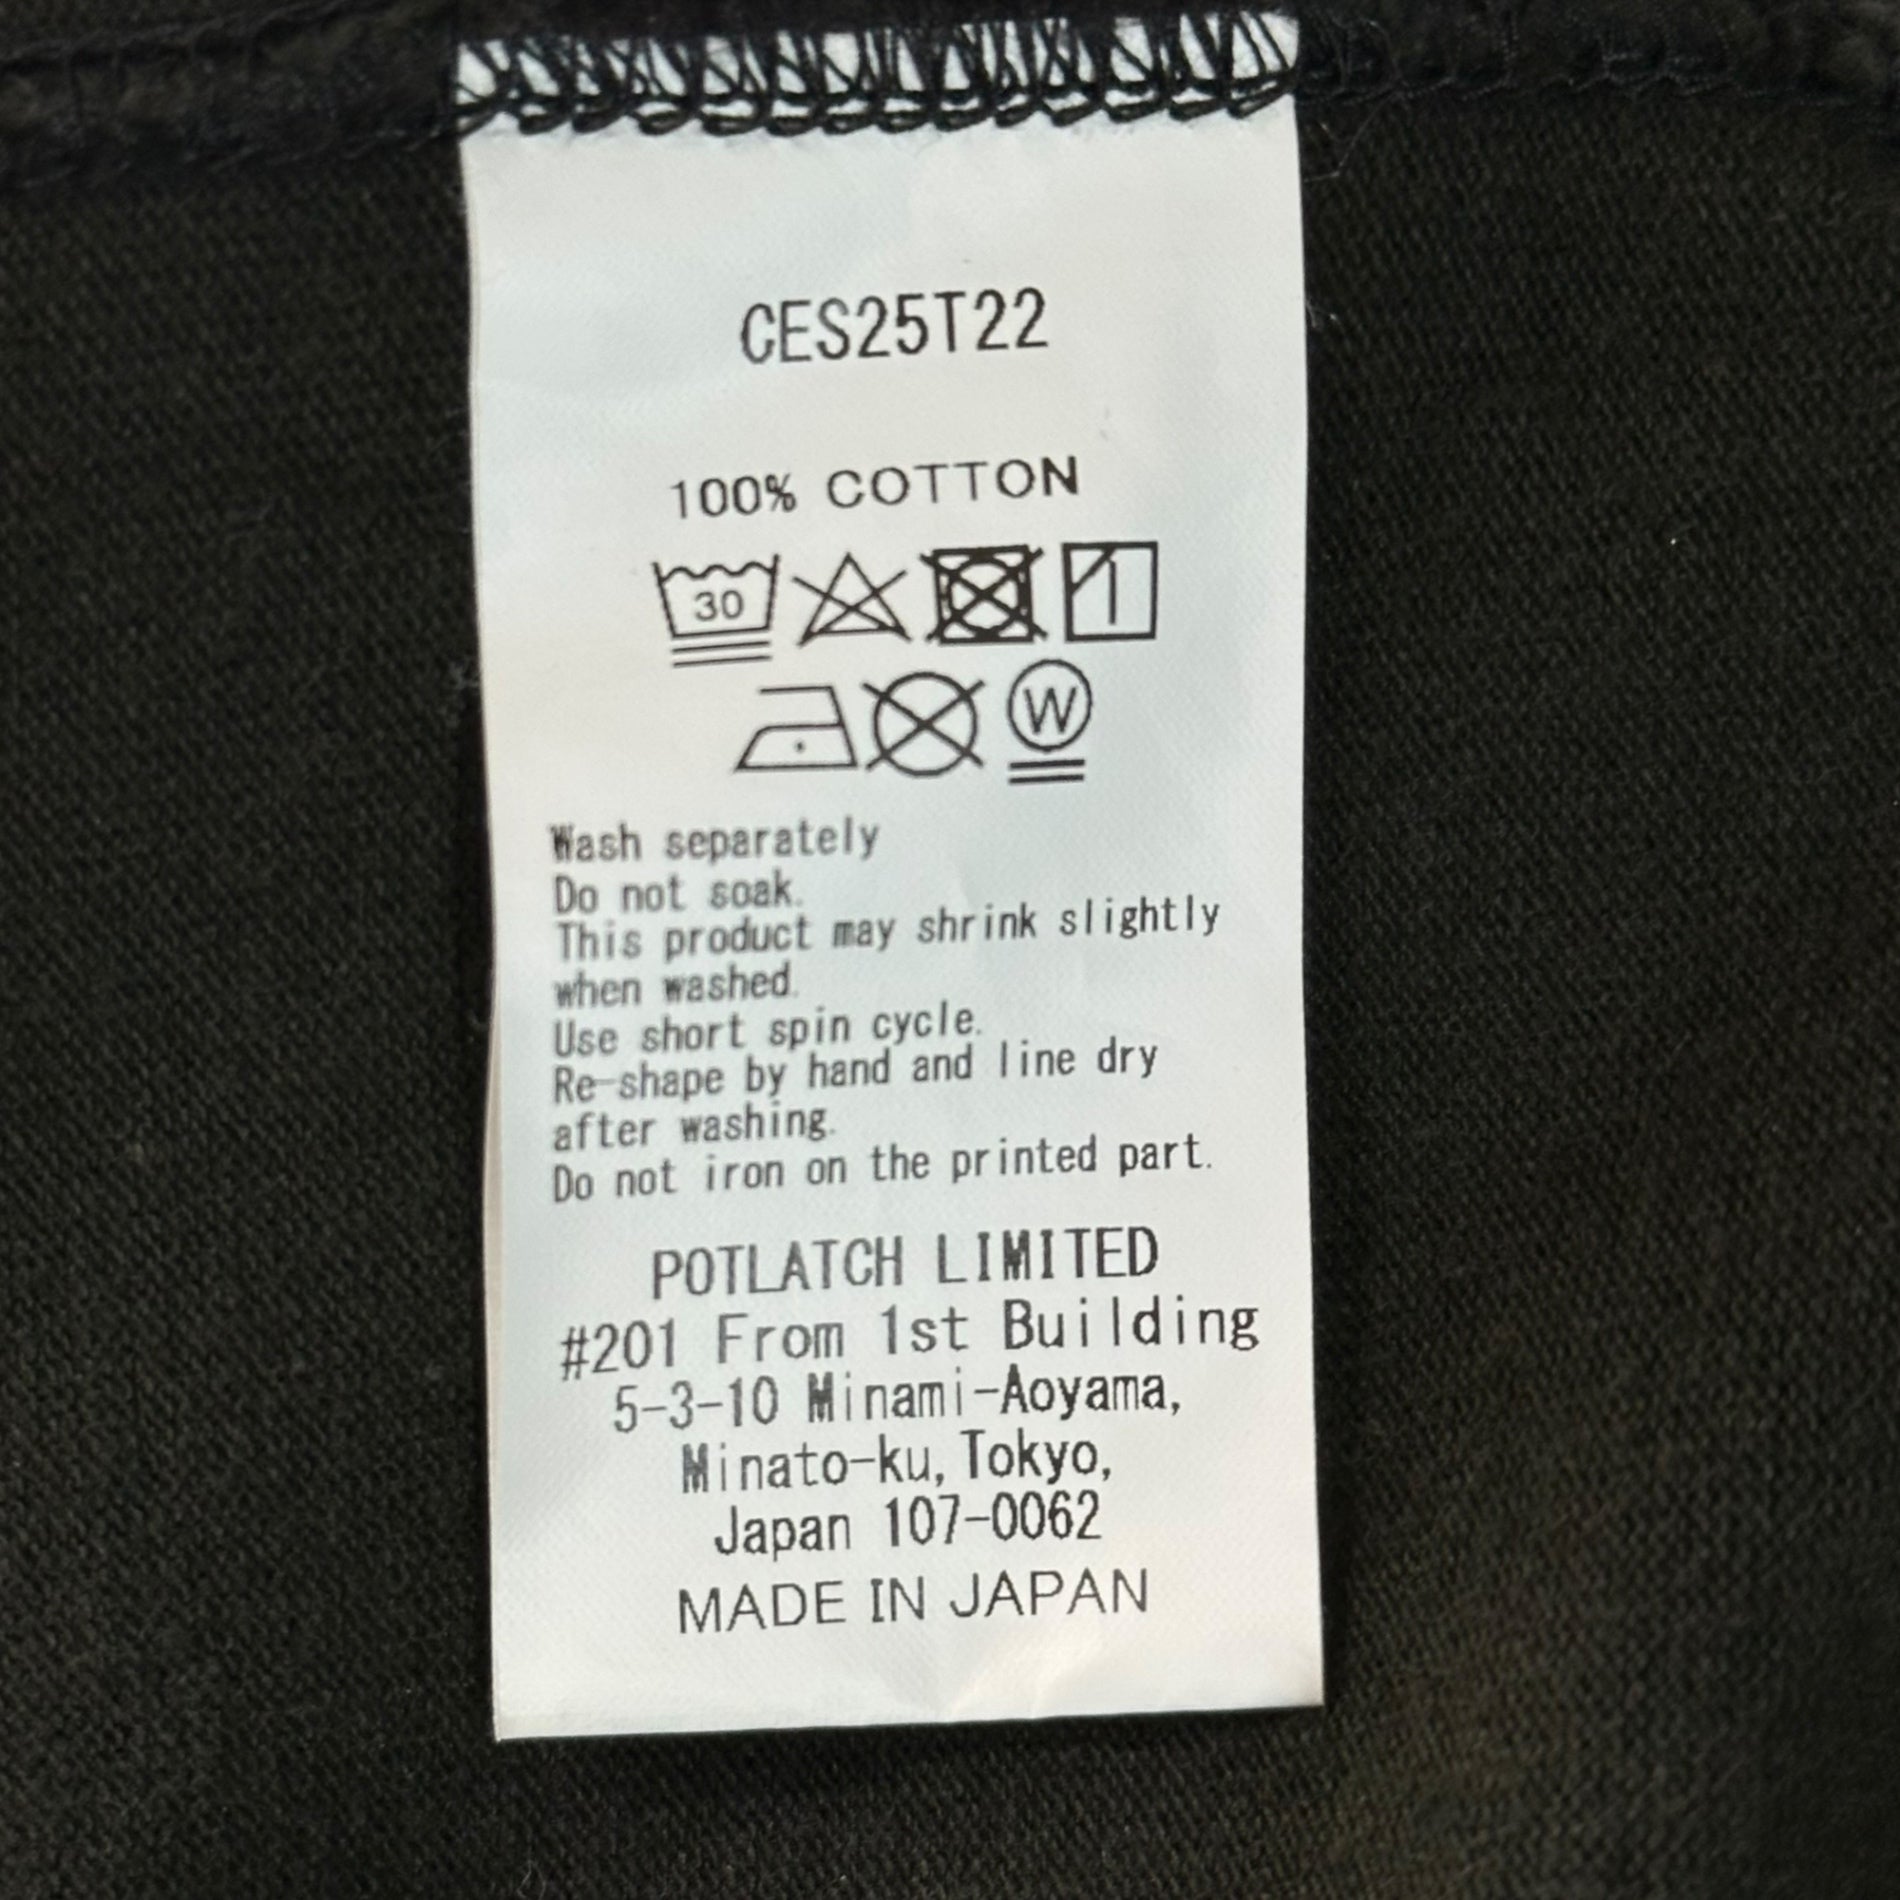 CES25T22
100% COTTON
30
W
Wash separately
Do not soak.
This product may shrink slightly
when washed.
Use short spin cycle.
Re-shape by hand and line dry
after washing.
Do not iron on the printed part.
POTLATCH LIMITED
#201 From 1st Building
5-3-10 Minami-Aoyama,
Minato-ku, Tokyo,
Japan 107-0062
MADE IN JAPAN